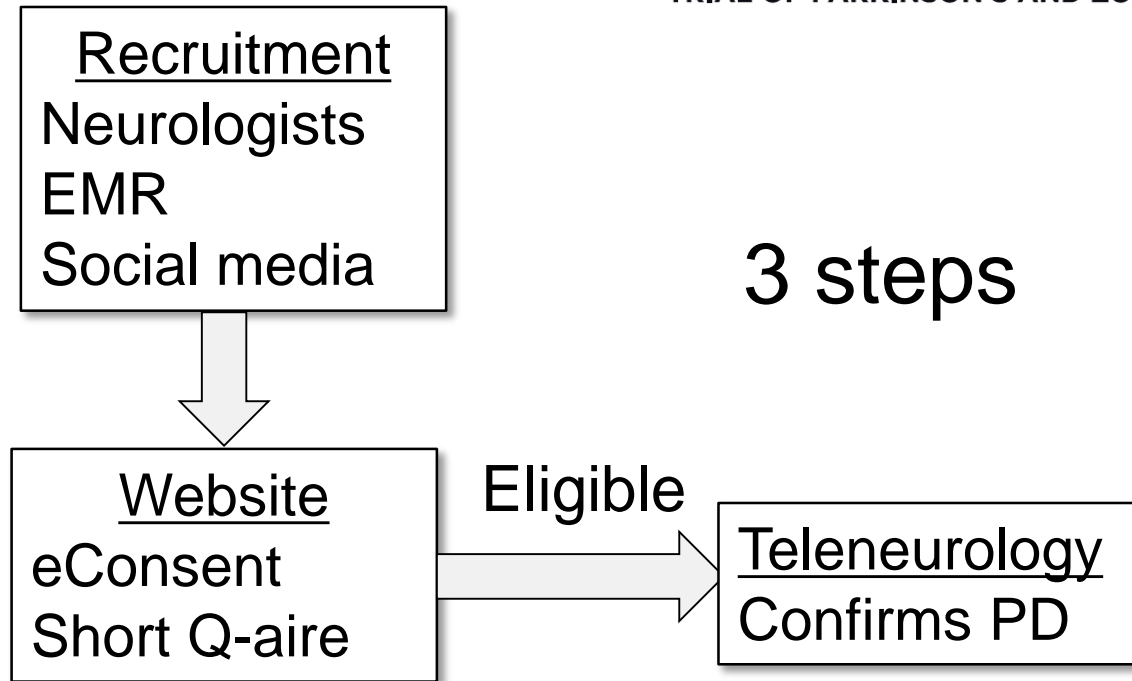 Recruitment
Neurologists
EMR
Social media
3 steps
Website
eConsent
Short Q-aire
Eligible
Teleneurology
Confirms PD